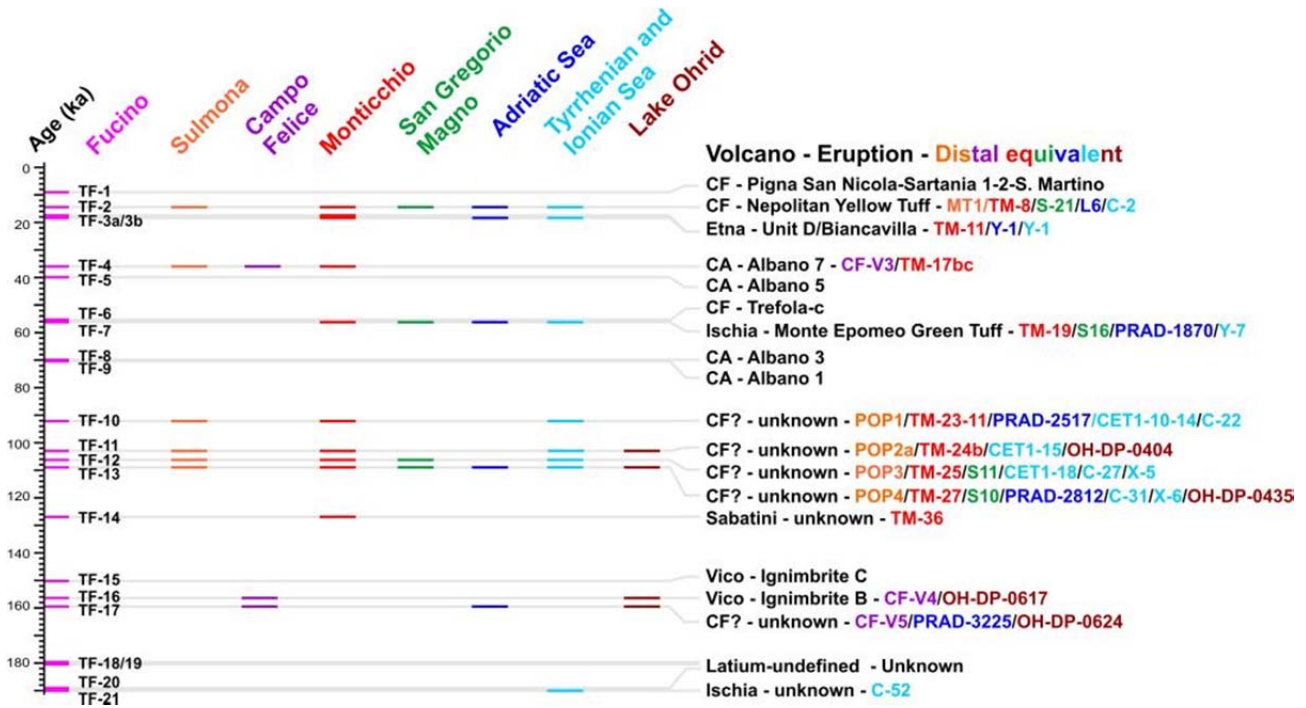 Age (ka)
Fucino
Sulmona
Campo
Felice
Monticchio
San Gregorio
Magno
Adriatic Sea
Tyrrhenian and
Ionian Sea
Lake Ohrid
Volcano - Eruption - Distal equivalent
0
20
40
60
80
100
120
140
160
180
TF-1
TF-2
TF-3a/3b
TF-4
TF-5
TF-6
TF-7
TF-8
TF-9
TF-10
TF-11
TF-12
TF-13
TF-14
TF-15
TF-16
TF-17
TF-18/19
TF-20
TF-21
CF - Pigna San Nicola-Sartania 1-2-S. Martino
CF - Nepolitan Yellow Tuff - MT1/TM-8/S-21/L6/C-2
Etna - Unit D/Biancavilla - TM-11/Y-1/Y-1
CA - Albano 7 - CF-V3/TM-17bc
CA - Albano 5
CF - Trefola-c
Ischia - Monte Epomeo Green Tuff - TM-19/S16/PRAD-1870/Y-7
CA - Albano 3
CA - Albano 1
CF? - unknown - POP1/TM-23-11/PRAD-2517/CET1-10-14/C-22
CF? - unknown - POP2a/TM-24b/CET1-15/OH-DP-0404
CF? - unknown - POP3/TM-25/S11/CET1-18/C-27/X-5
CF? - unknown - POP4/TM-27/S10/PRAD-2812/C-31/X-6/OH-DP-0435
Sabatini - unknown - TM-36
Vico - Ignimbrite C
Vico - Ignimbrite B - CF-V4/OH-DP-0617
CF? - unknown - CF-V5/PRAD-3225/OH-DP-0624
Latium-undefined - Unknown
Ischia - unknown - C-52